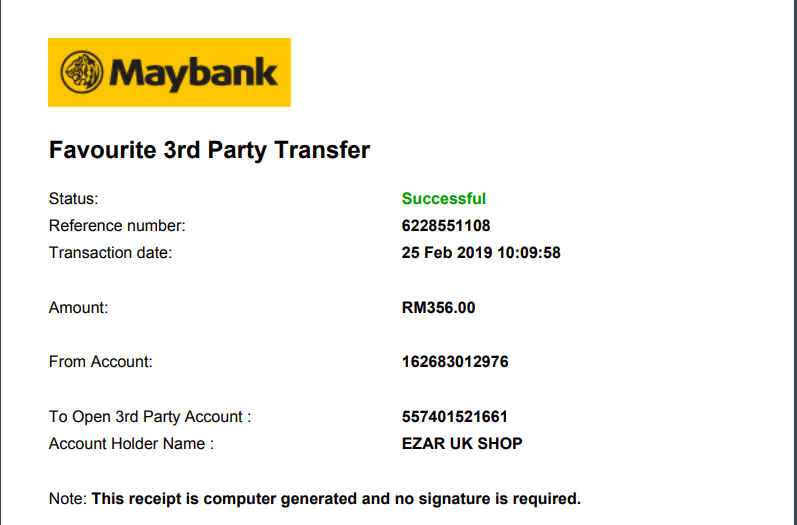 Maybank
Favourite 3rd Party Transfer
Status: Successful
Reference number: 6228551108
Transaction date: 25 Feb 2019 10:09:58
Amount: RM356.00
From Account: 162683012976
To Open 3rd Party Account : 557401521661
Account Holder Name : EZAR UK SHOP
Note: This receipt is computer generated and no signature is required.